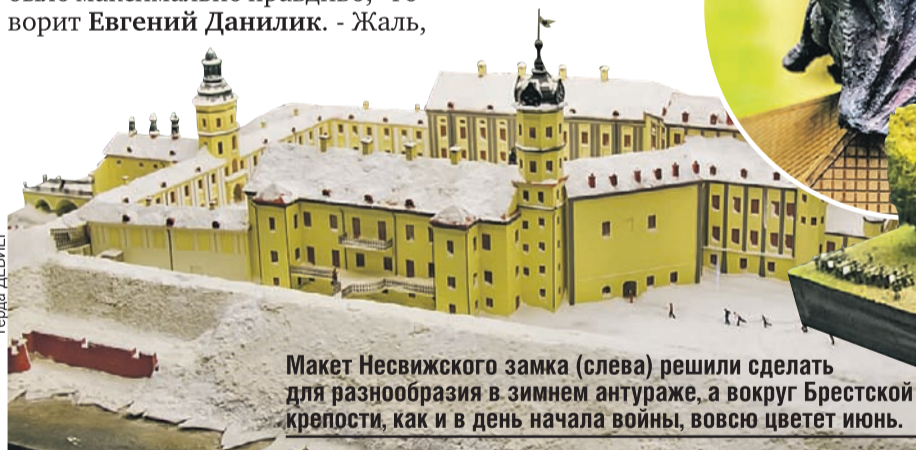 ворит Евгений Данилик. - Жаль,
Макет Несвижского замка (слева) решили сделать
для разнообразия в зимнем антураже, а вокруг Брестской
крепости, как и в день начала войны, вовсю цветет июнь.